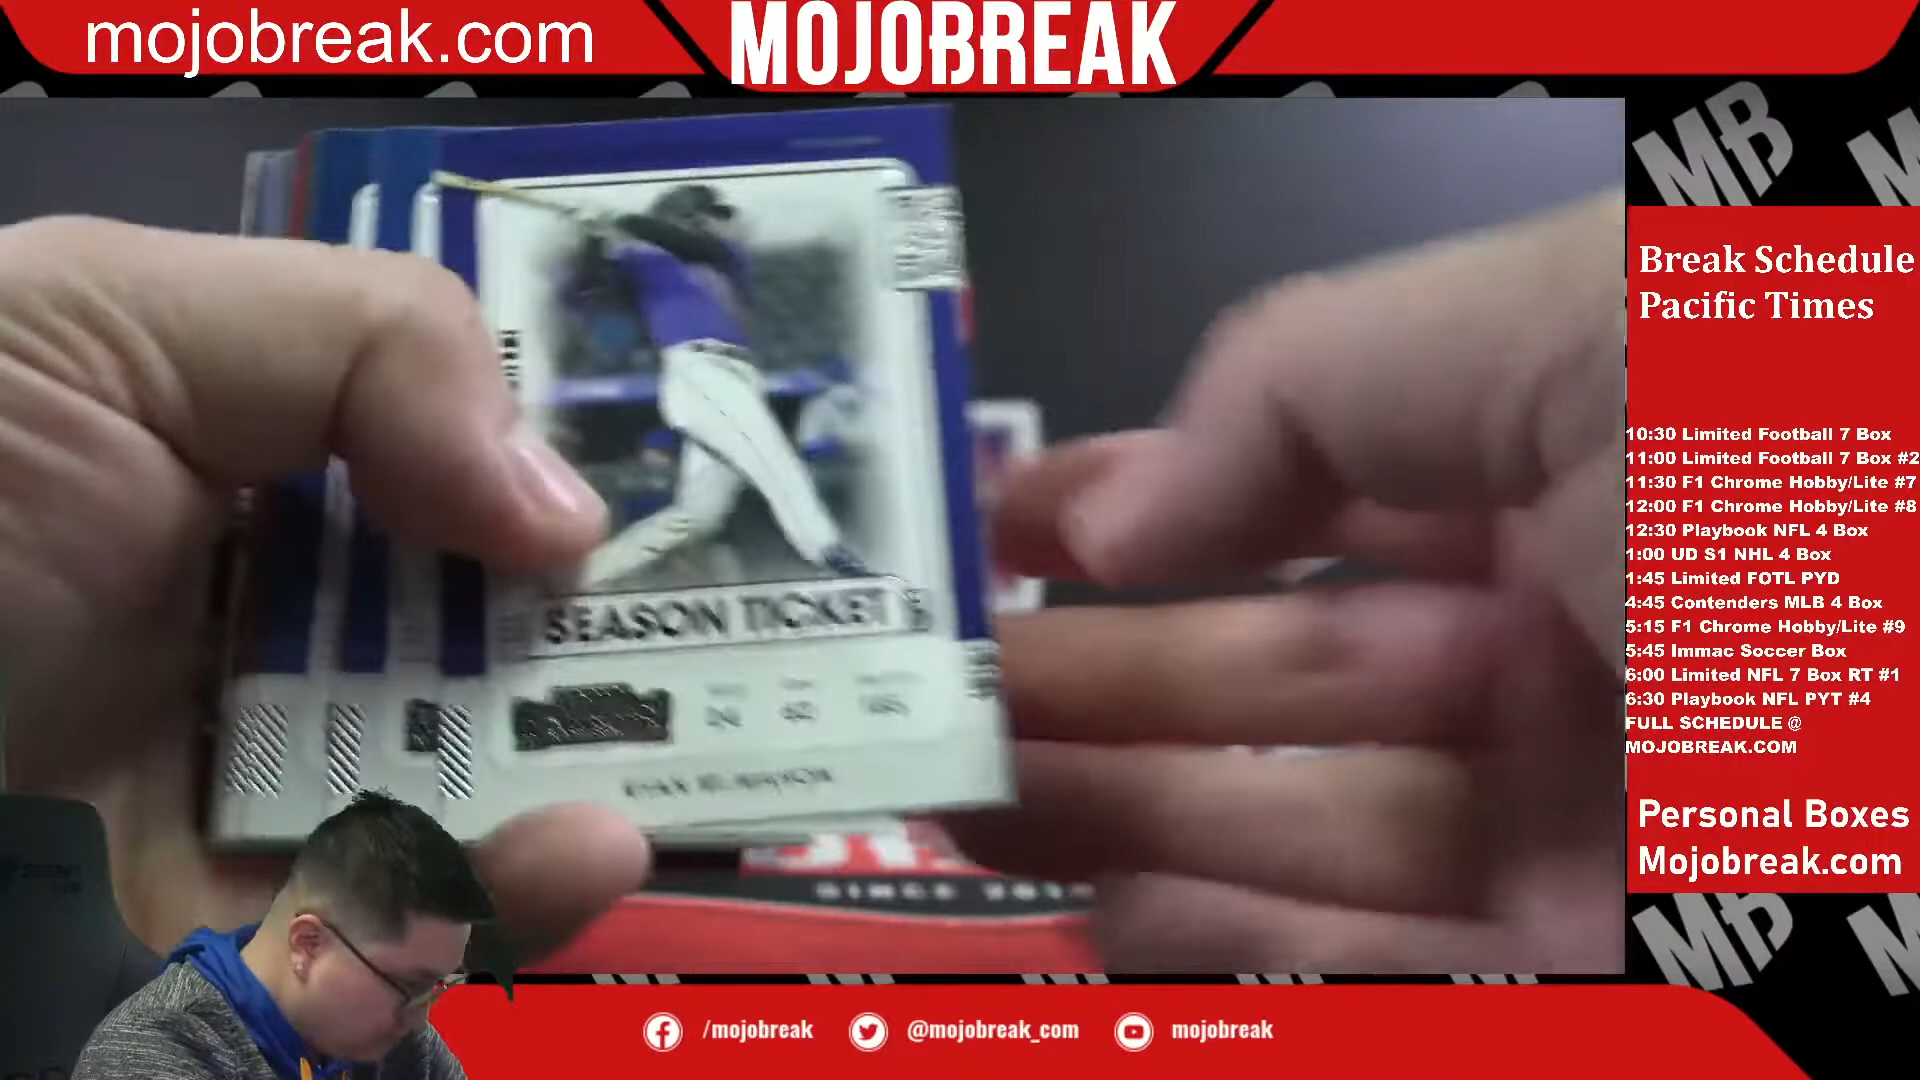 mojobreak.com
MOJOBREAK
Break Schedule
Pacific Times
10:30 Limited Football 7 Box
11:00 Limited Football 7 Box #2
11:30 F1 Chrome Hobby/Lite #7
12:00 F1 Chrome Hobby/Lite #8
12:30 Playbook NFL 4 Box
1:00 UD S1 NHL 4 Box
1:45 Limited FOTL PYD
4:45 Contenders MLB 4 Box
5:15 F1 Chrome Hobby/Lite #9
5:45 Immac Soccer Box
6:00 Limited NFL 7 Box RT #1
6:30 Playbook NFL PYT #4
FULL SCHEDULE @
MOJOBREAK.COM
Personal Boxes
Mojobreak.com
MB
MB
SEASON TICKET
SINCE
/mojobreak
@mojobreak_com
mojobreak